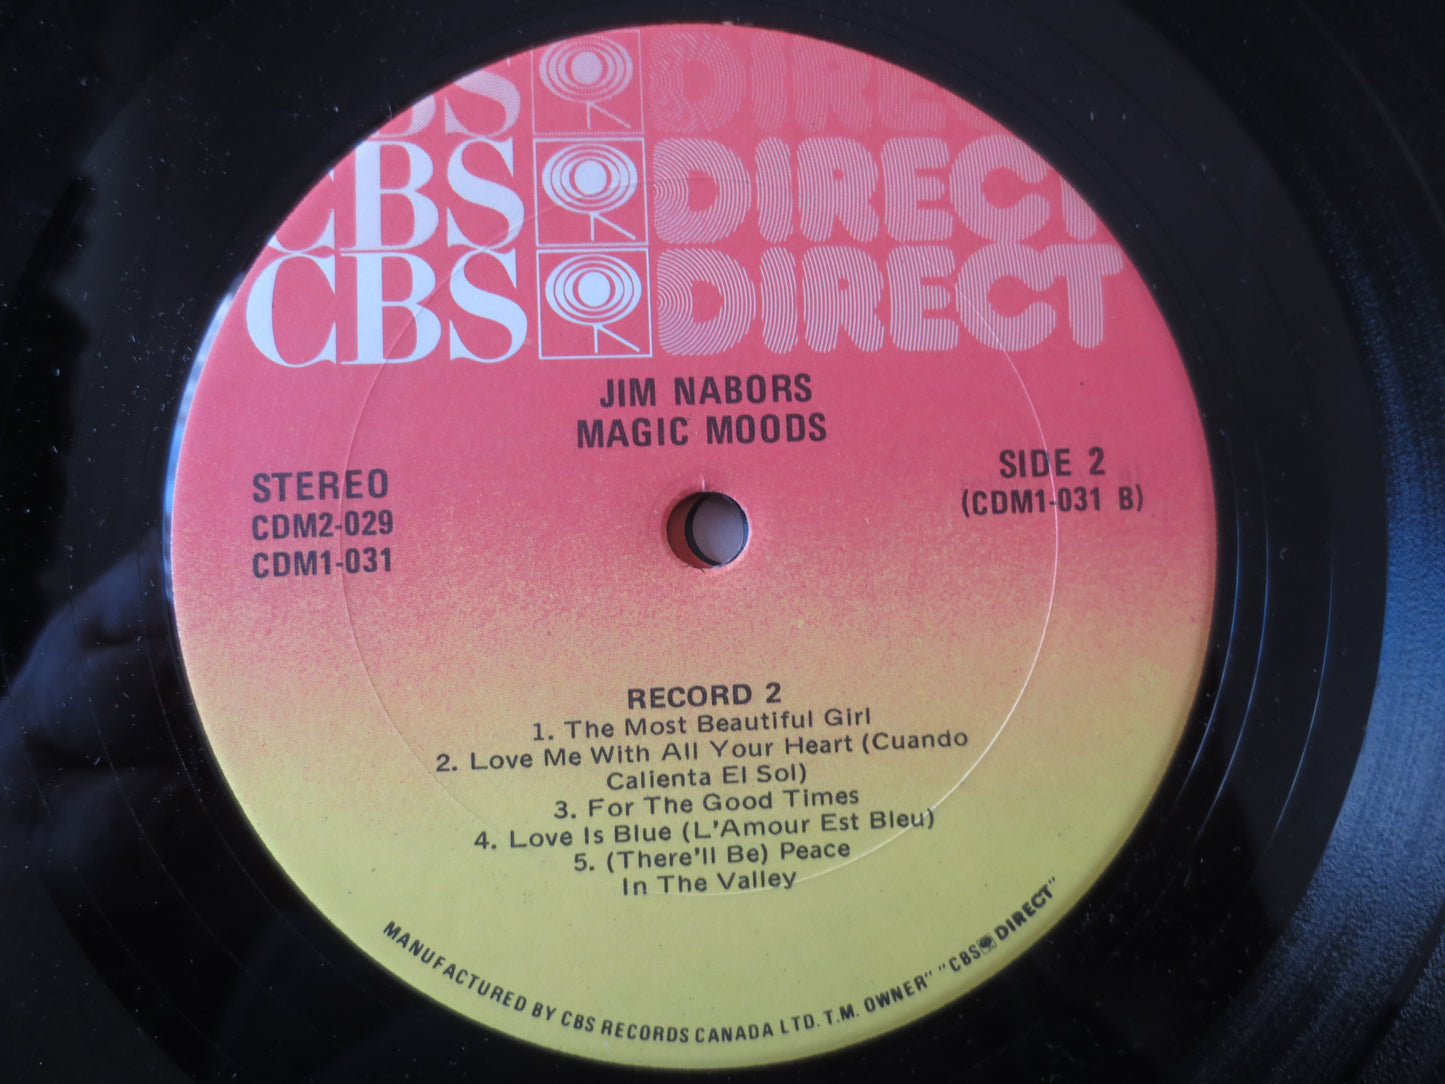 CBS DIRECT
CBS DIRECT
CBS DIRECT
JIM NABORS
MAGIC MOODS
STEREO
CDM2-029
CDM1-031
SIDE 2
(CDM1-031 B)
RECORD 2
1. The Most Beautiful Girl
2. Love Me With All Your Heart (Cuando
Calienta El Sol)
3. For The Good Times
4. Love Is Blue (L'Amour Est Bleu)
5. (There'll Be) Peace
In The Valley
MANUFACTURED BY CBS RECORDS CANADA LTD. T.M. OWNER" "CBS DIRECT"